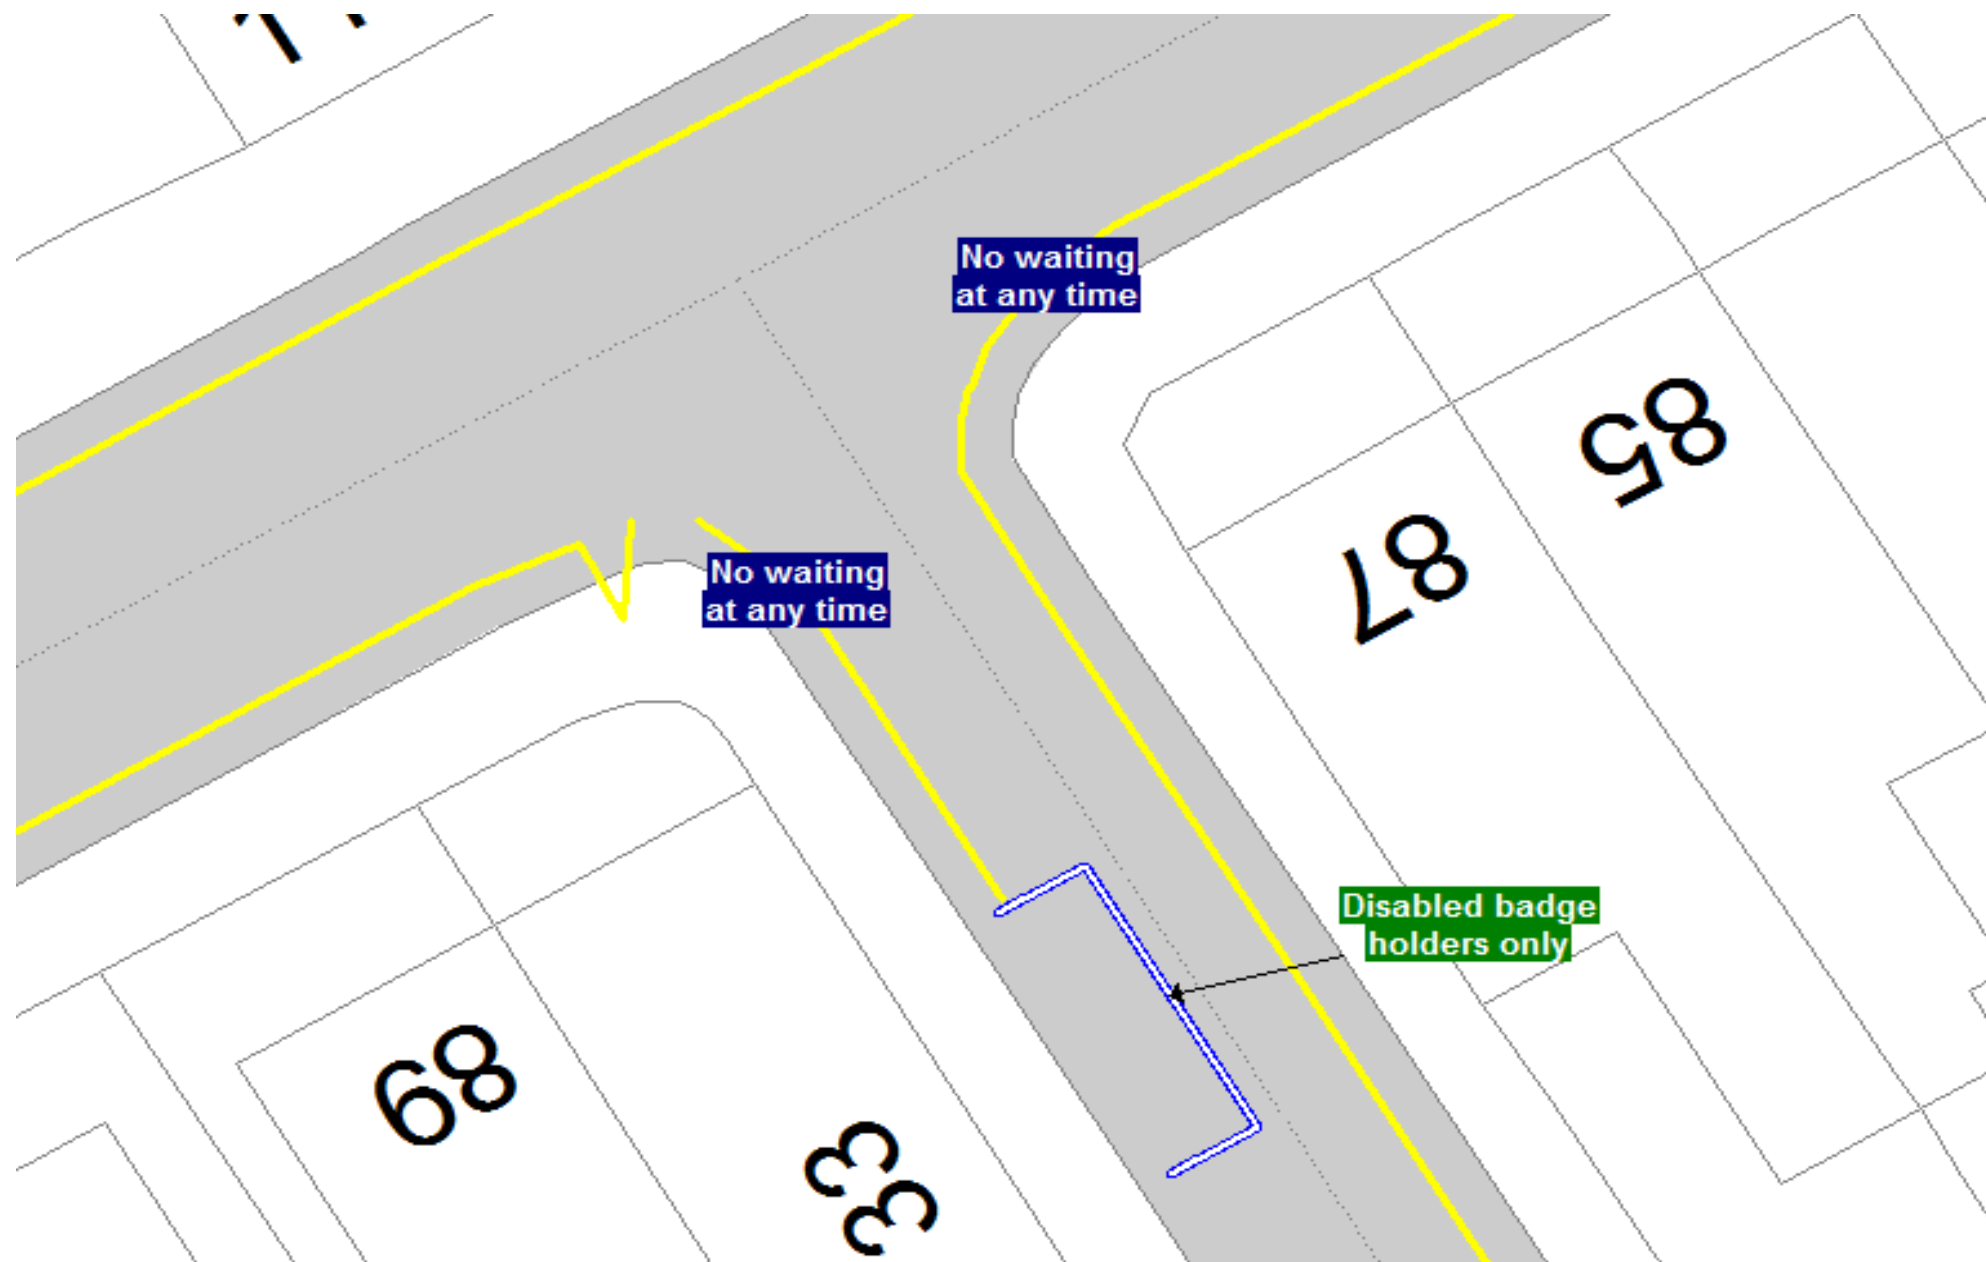 No waiting
at any time
85
87
No waiting
at any time
Disabled badge
holders only
89
33